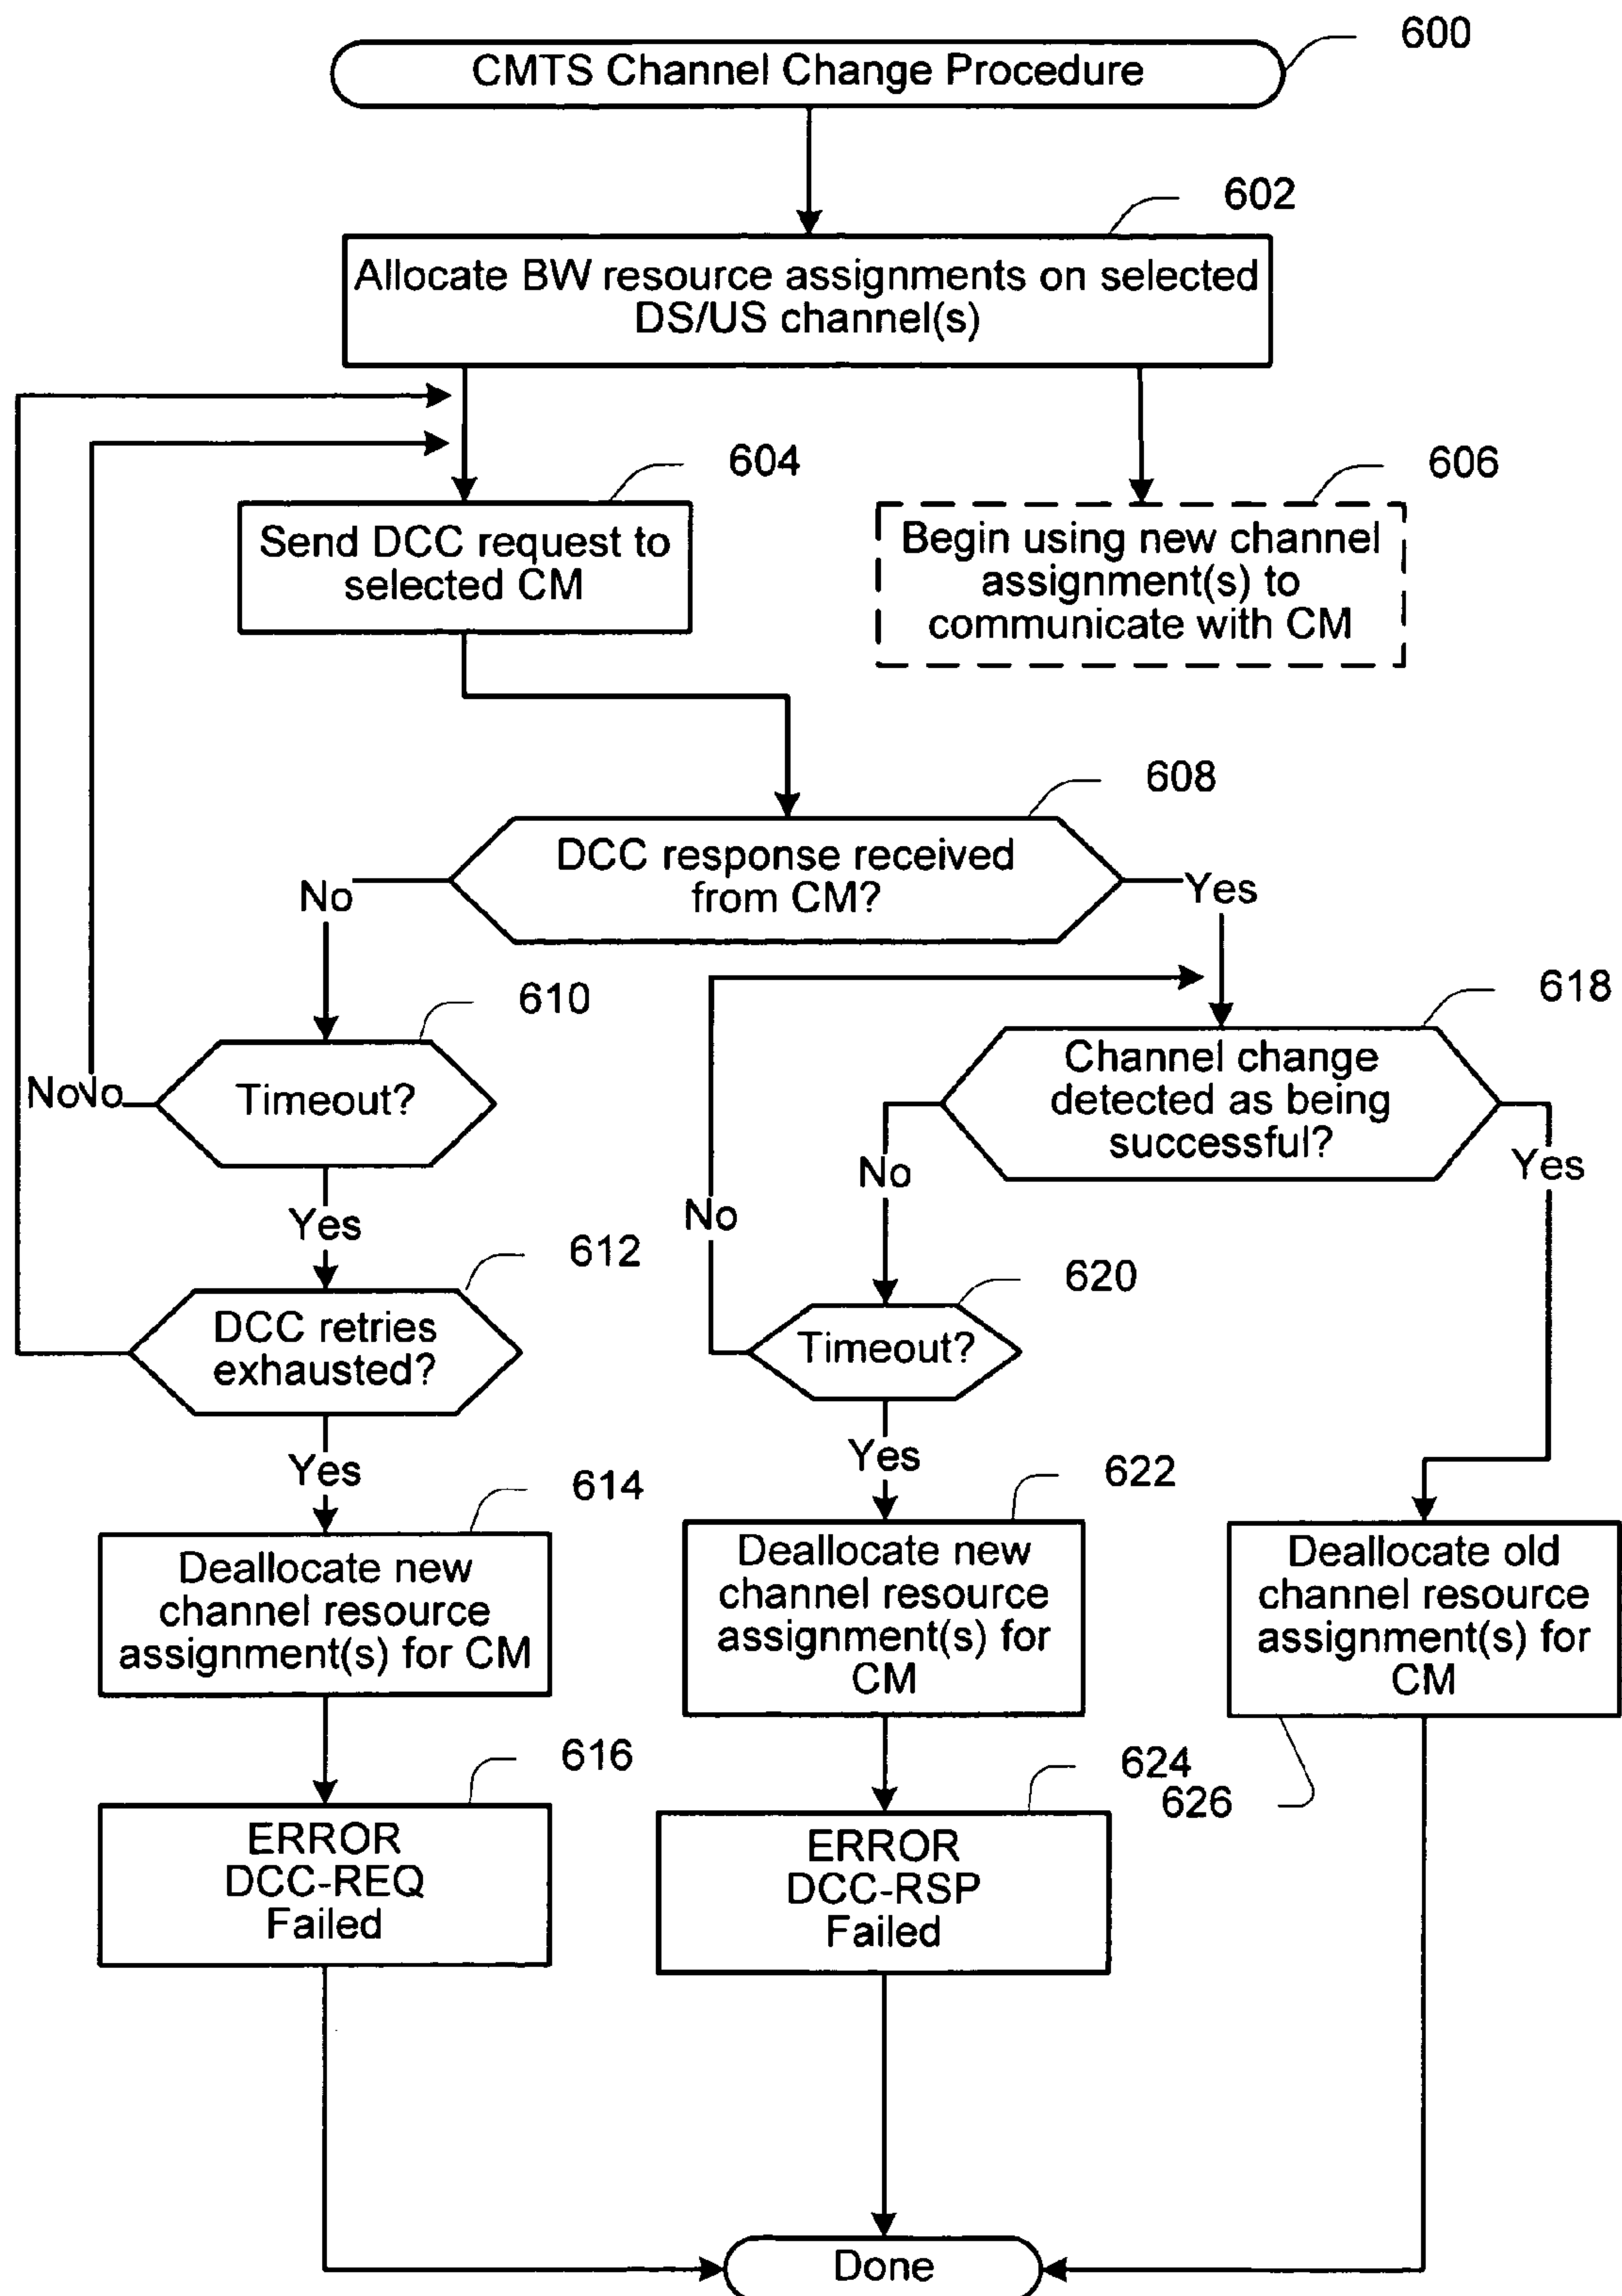 600
CMTS Channel Change Procedure
602
Allocate BW resource assignments on selected
DS/US channel(s)
604
Send DCC request to
selected CM
606
Begin using new channel
assignment(s) to
communicate with CM
608
DCC response received
from CM?
No
Yes
610
Timeout?
No
No
Yes
618
Channel change
detected as being
successful?
No
Yes
612
DCC retries
exhausted?
Yes
620
Timeout?
No
Yes
614
Deallocate new
channel resource
assignment(s) for CM
622
Deallocate new
channel resource
assignment(s) for
CM
Deallocate old
channel resource
assignment(s) for
CM
626
616
ERROR
DCC-REQ
Failed
624
ERROR
DCC-RSP
Failed
Done